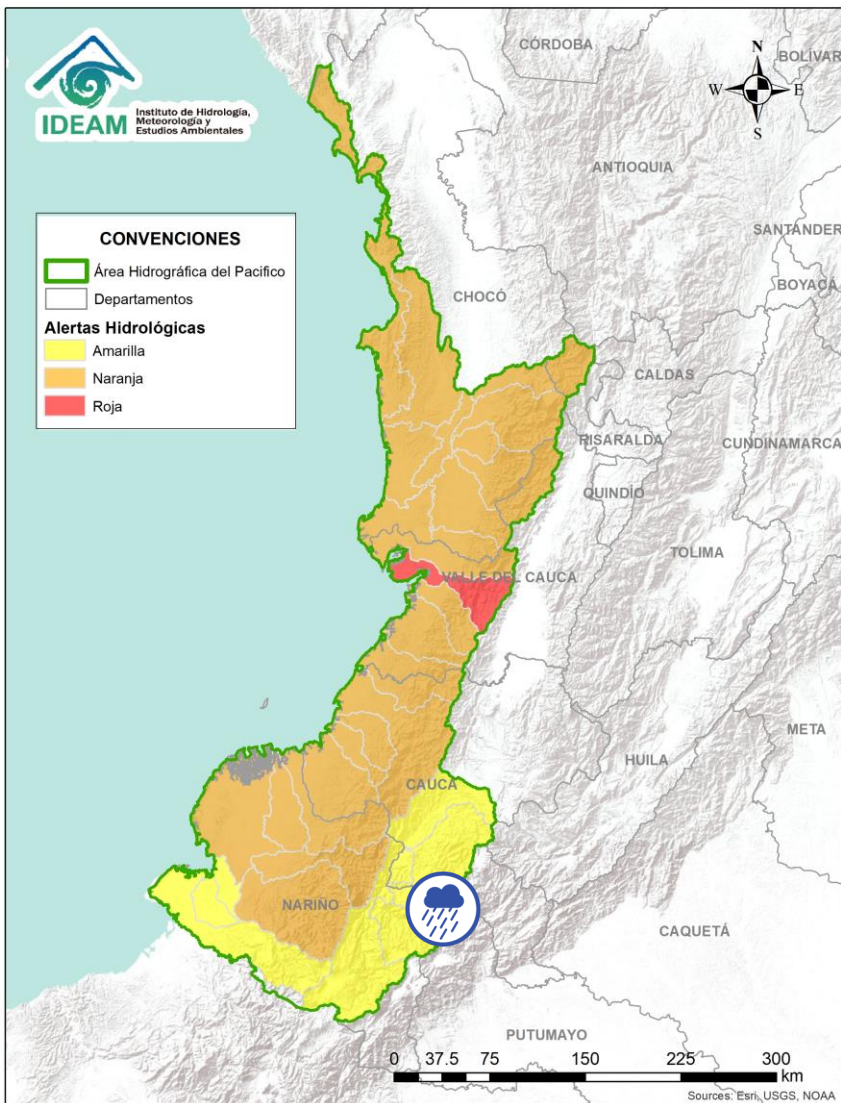 IDEAM
Instituto de Hidrología,
Meteorología y
Estudios Ambientales
N
W
E
S
CÓRDOBA
BOLÍVAR
ANTIOQUIA
SANTANDER
BOYACÁ
CHOCÓ
CALDAS
RISARALDA
CUNDINAMARCA
QUINDÍO
TOLIMA
VALLE DEL CAUCA
META
HUILA
CAUCA
NARIÑO
CAQUETÁ
PUTUMAYO
CONVENCIONES
Área Hidrográfica del Pacifico
Departamentos
Alertas Hidrológicas
Amarilla
Naranja
Roja
0 37.5 75 150 225 300
km
Sources: Esri, USGS, NOAA